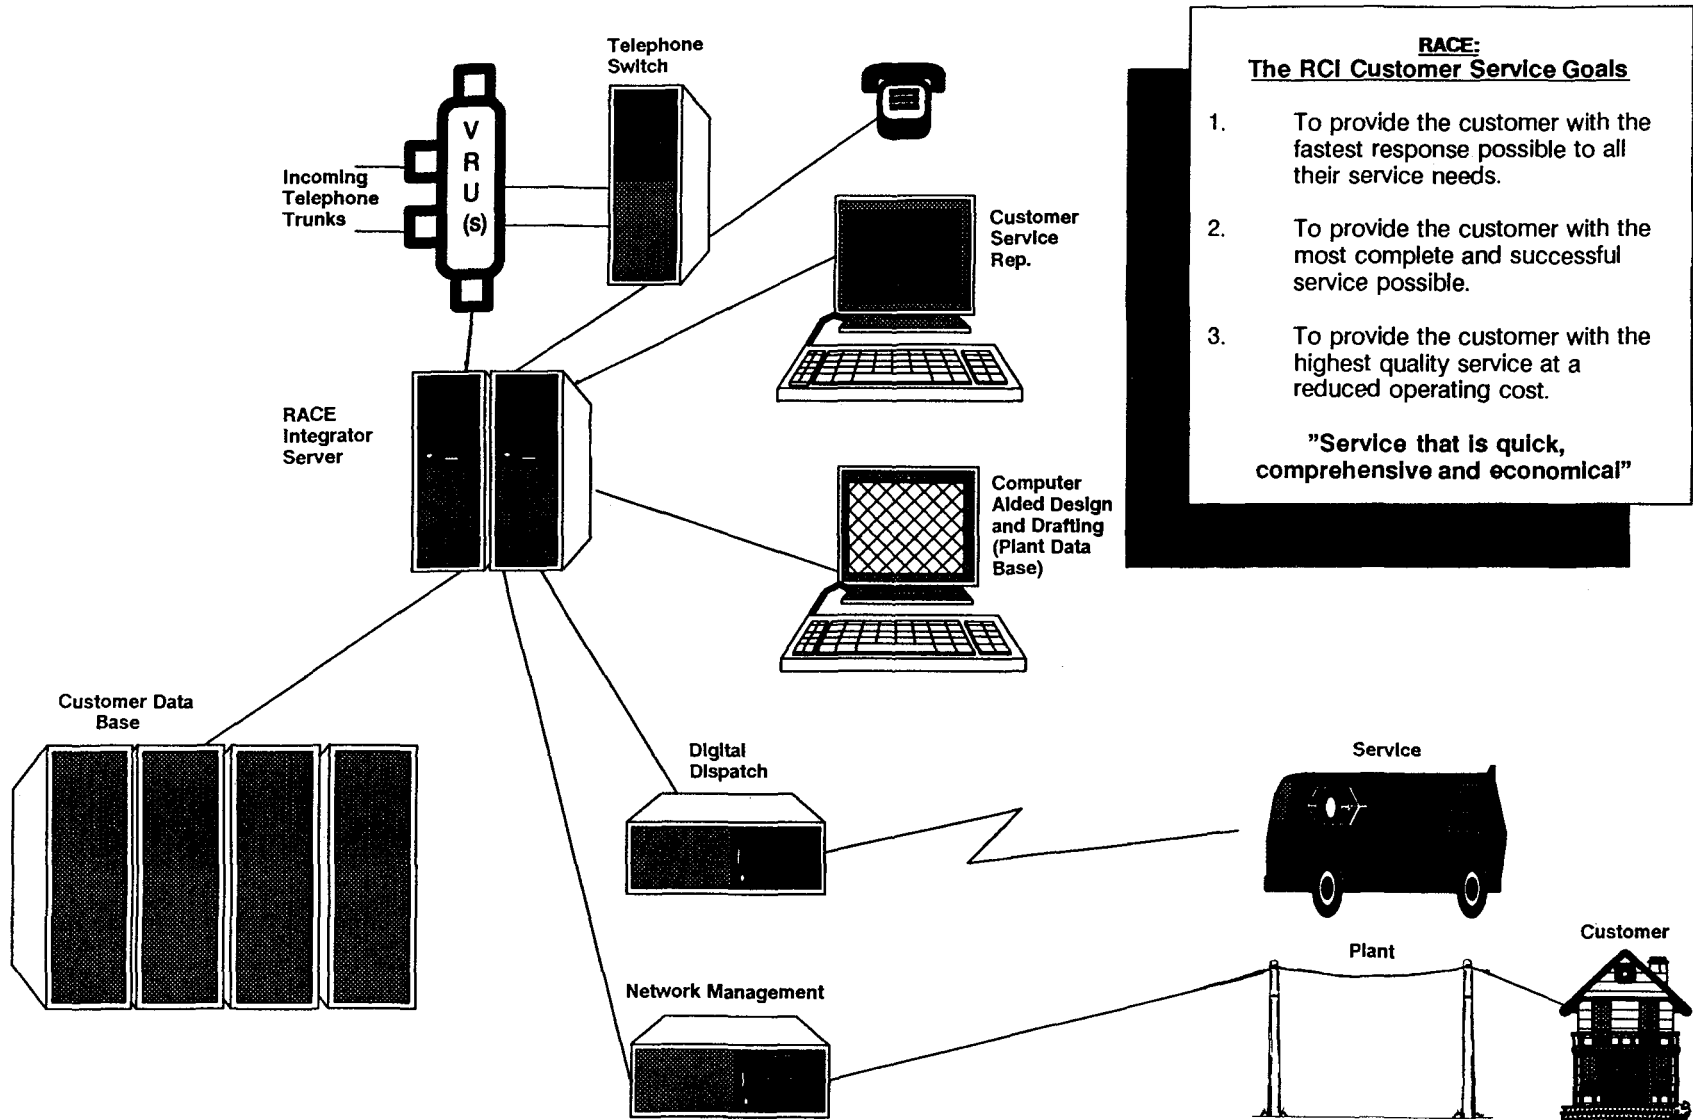 Telephone
Switch
V
R
U
(s)
Incoming
Telephone
Trunks
Customer
Service
Rep.
RACE
Integrator
Server
Computer
Aided Design
and Drafting
(Plant Data
Base)
Customer Data
Base
Digital
Dispatch
Service
Plant
Customer
Network Management
RACE:
The RCI Customer Service Goals
1. To provide the customer with the
fastest response possible to all
their service needs.
2. To provide the customer with the
most complete and successful
service possible.
3. To provide the customer with the
highest quality service at a
reduced operating cost.
"Service that is quick,
comprehensive and economical"